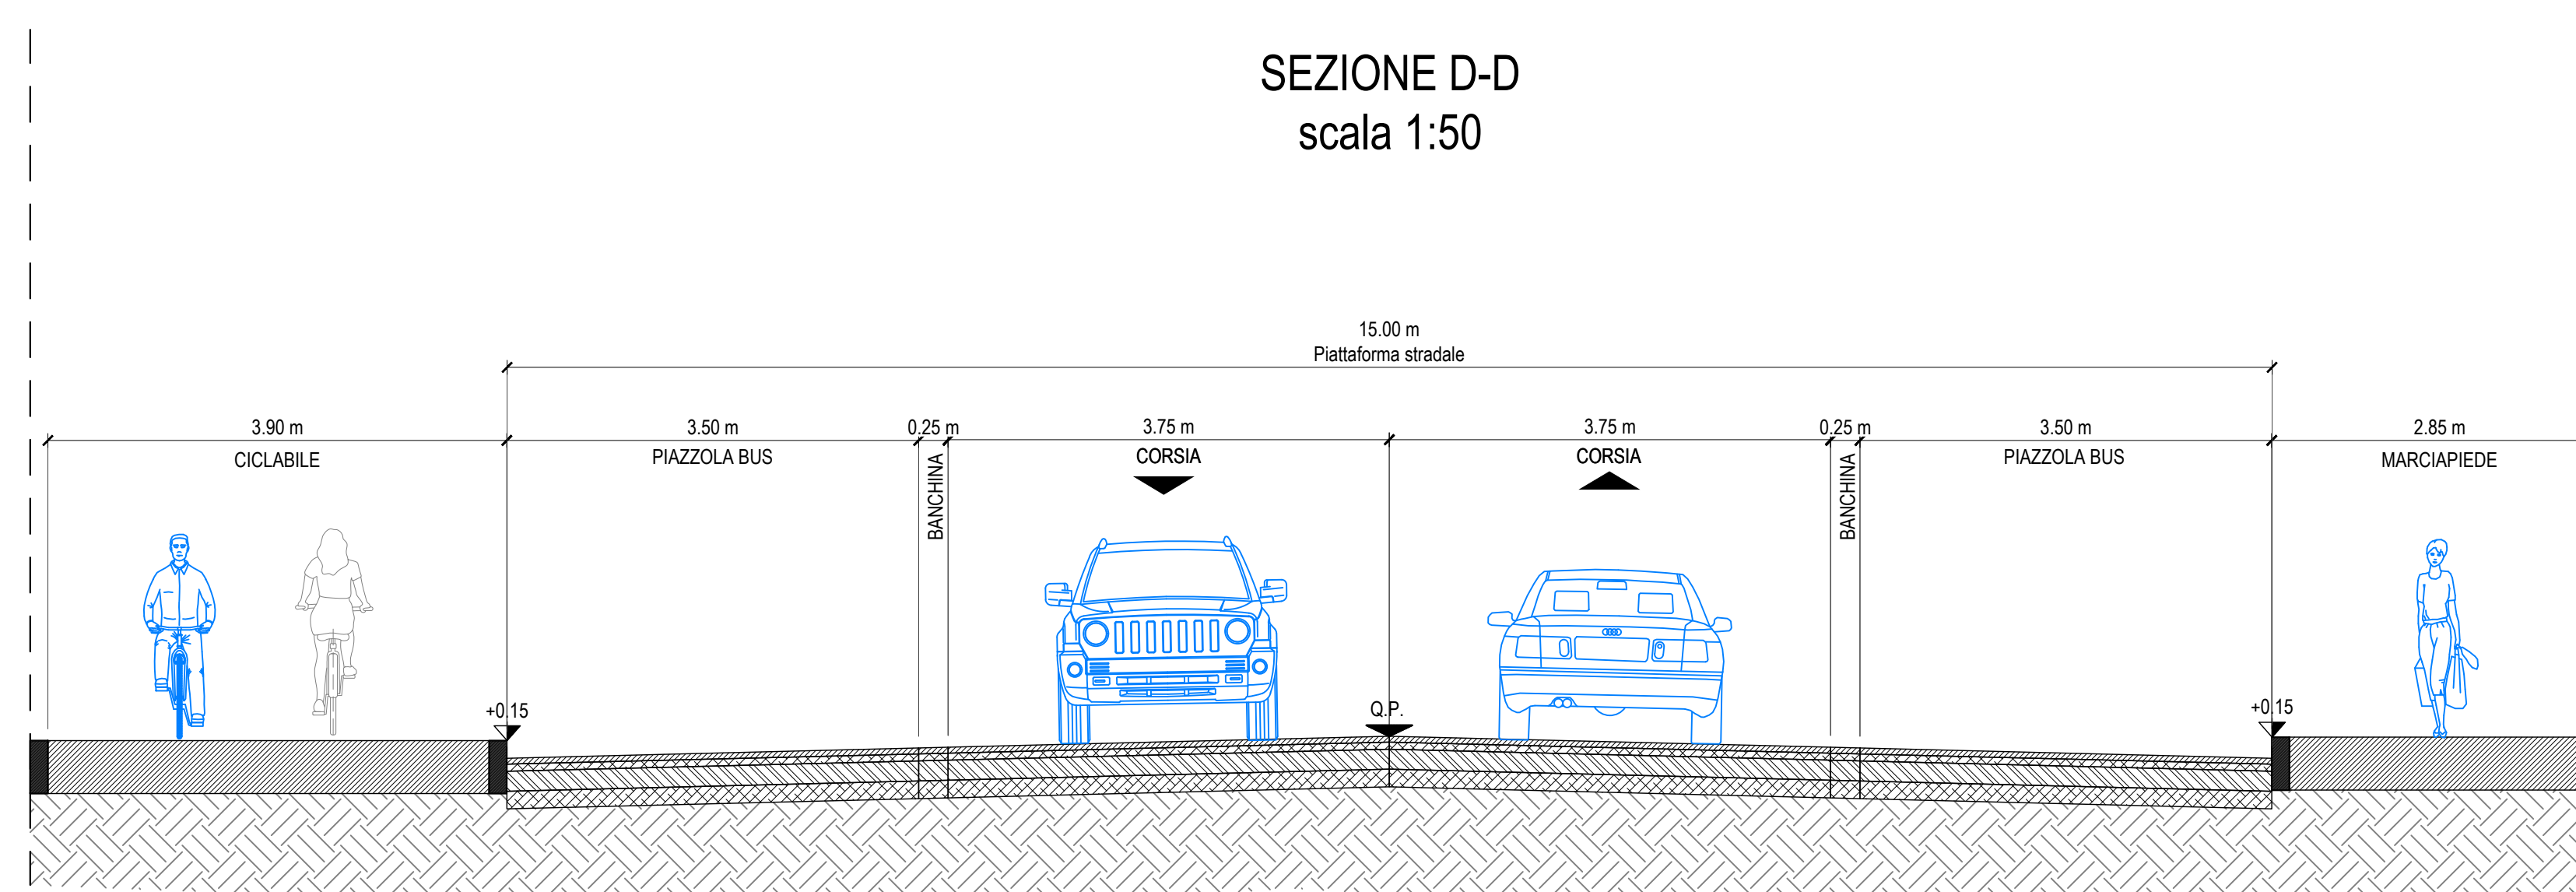 SEZIONE D-D
scala 1:50
15.00 m
Piattaforma stradale
3.90 m
CICLABILE
3.50 m
PIAZZOLA BUS
0.25 m
BANCHINA
3.75 m
CORSIA
3.75 m
CORSIA
0.25 m
BANCHINA
3.50 m
PIAZZOLA BUS
2.85 m
MARCIAPIEDE
+0.15
Q.P.
+0.15